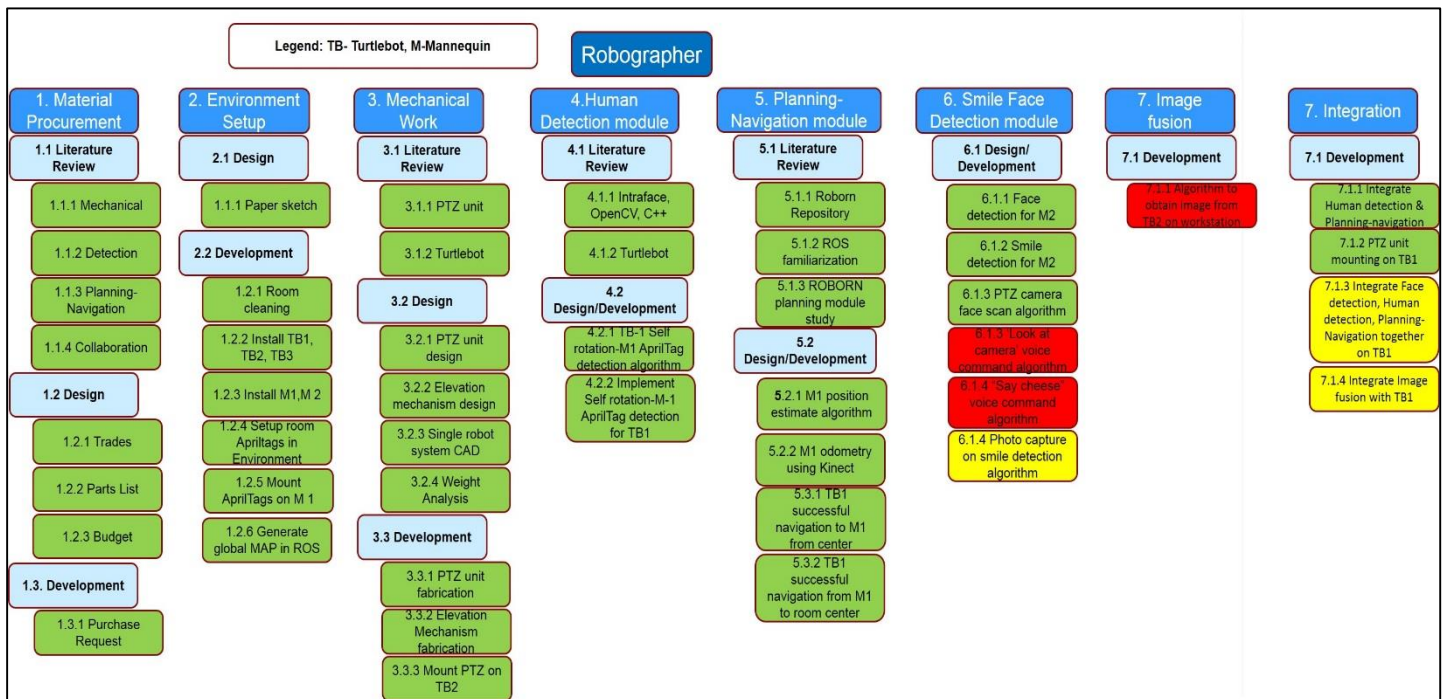 Legend: TB- Turtlebot, M-Mannequin
Robographer
1. Material
Procurement
1.1 Literature
Review
1.1.1 Mechanical
1.1.2 Detection
1.1.3 Planning-
Navigation
1.1.4 Collaboration
1.2 Design
1.2.1 Trades
1.2.2 Parts List
1.2.3 Budget
1.3. Development
1.3.1 Purchase
Request
2. Environment
Setup
2.1 Design
1.1.1 Paper sketch
2.2 Development
1.2.1 Room
cleaning
1.2.2 Install TB1,
TB2, TB3
1.2.3 Install M1,M 2
1.2.4 Setup room
Apriltags in
Environment
1.2.5 Mount
AprilTags on M 1
1.2.6 Generate
global MAP in ROS
3. Mechanical
Work
3.1 Literature
Review
3.1.1 PTZ unit
3.1.2 Turtlebot
3.2 Design
3.2.1 PTZ unit
design
3.2.2 Elevation
mechanism design
3.2.3 Single robot
system CAD
3.2.4 Weight
Analysis
3.3 Development
3.3.1 PTZ unit
fabrication
3.3.2 Elevation
Mechanism
fabrication
3.3.3 Mount PTZ on
TB2
4.Human
Detection module
4.1 Literature
Review
4.1.1 Intraface,
OpenCV, C++
4.1.2 Turtlebot
4.2
Design/Development
4.2.1 TB-1 Self
rotation-M1 AprilTag
detection algorithm
4.2.2 Implement
Self rotation-M-1
AprilTag detection
for TB1
5. Planning-
Navigation module
5.1 Literature
Review
5.1.1 Roborn
Repository
5.1.2 ROS
familiarization
5.1.3 ROBORN
planning module
study
5.2
Design/Development
5.2.1 M1 position
estimate algorithm
5.2.2 M1 odometry
using Kinect
5.3.1 TB1
successful
navigation to M1
from center
5.3.2 TB1
successful
navigation from M1
to room center
6. Smile Face
Detection module
6.1 Design/
Development
6.1.1 Face
detection for M2
6.1.2 Smile
detection for M2
6.1.3 PTZ camera
face scan algorithm
6.1.3 'Look at
camera' voice
command algorithm
6.1.4 "Say cheese"
voice command
algorithm
6.1.4 Photo capture
on smile detection
algorithm
7. Image
fusion
7.1 Development
7.1.1 Algorithm to
obtain image from
TB2 on workstation
7. Integration
7.1 Development
7.1.1 Integrate
Human detection &
Planning-navigation
7.1.2 PTZ unit
mounting on TB1
7.1.3 Integrate Face
detection, Human
detection, Planning-
Navigation together
on TB1
7.1.4 Integrate Image
fusion with TB1